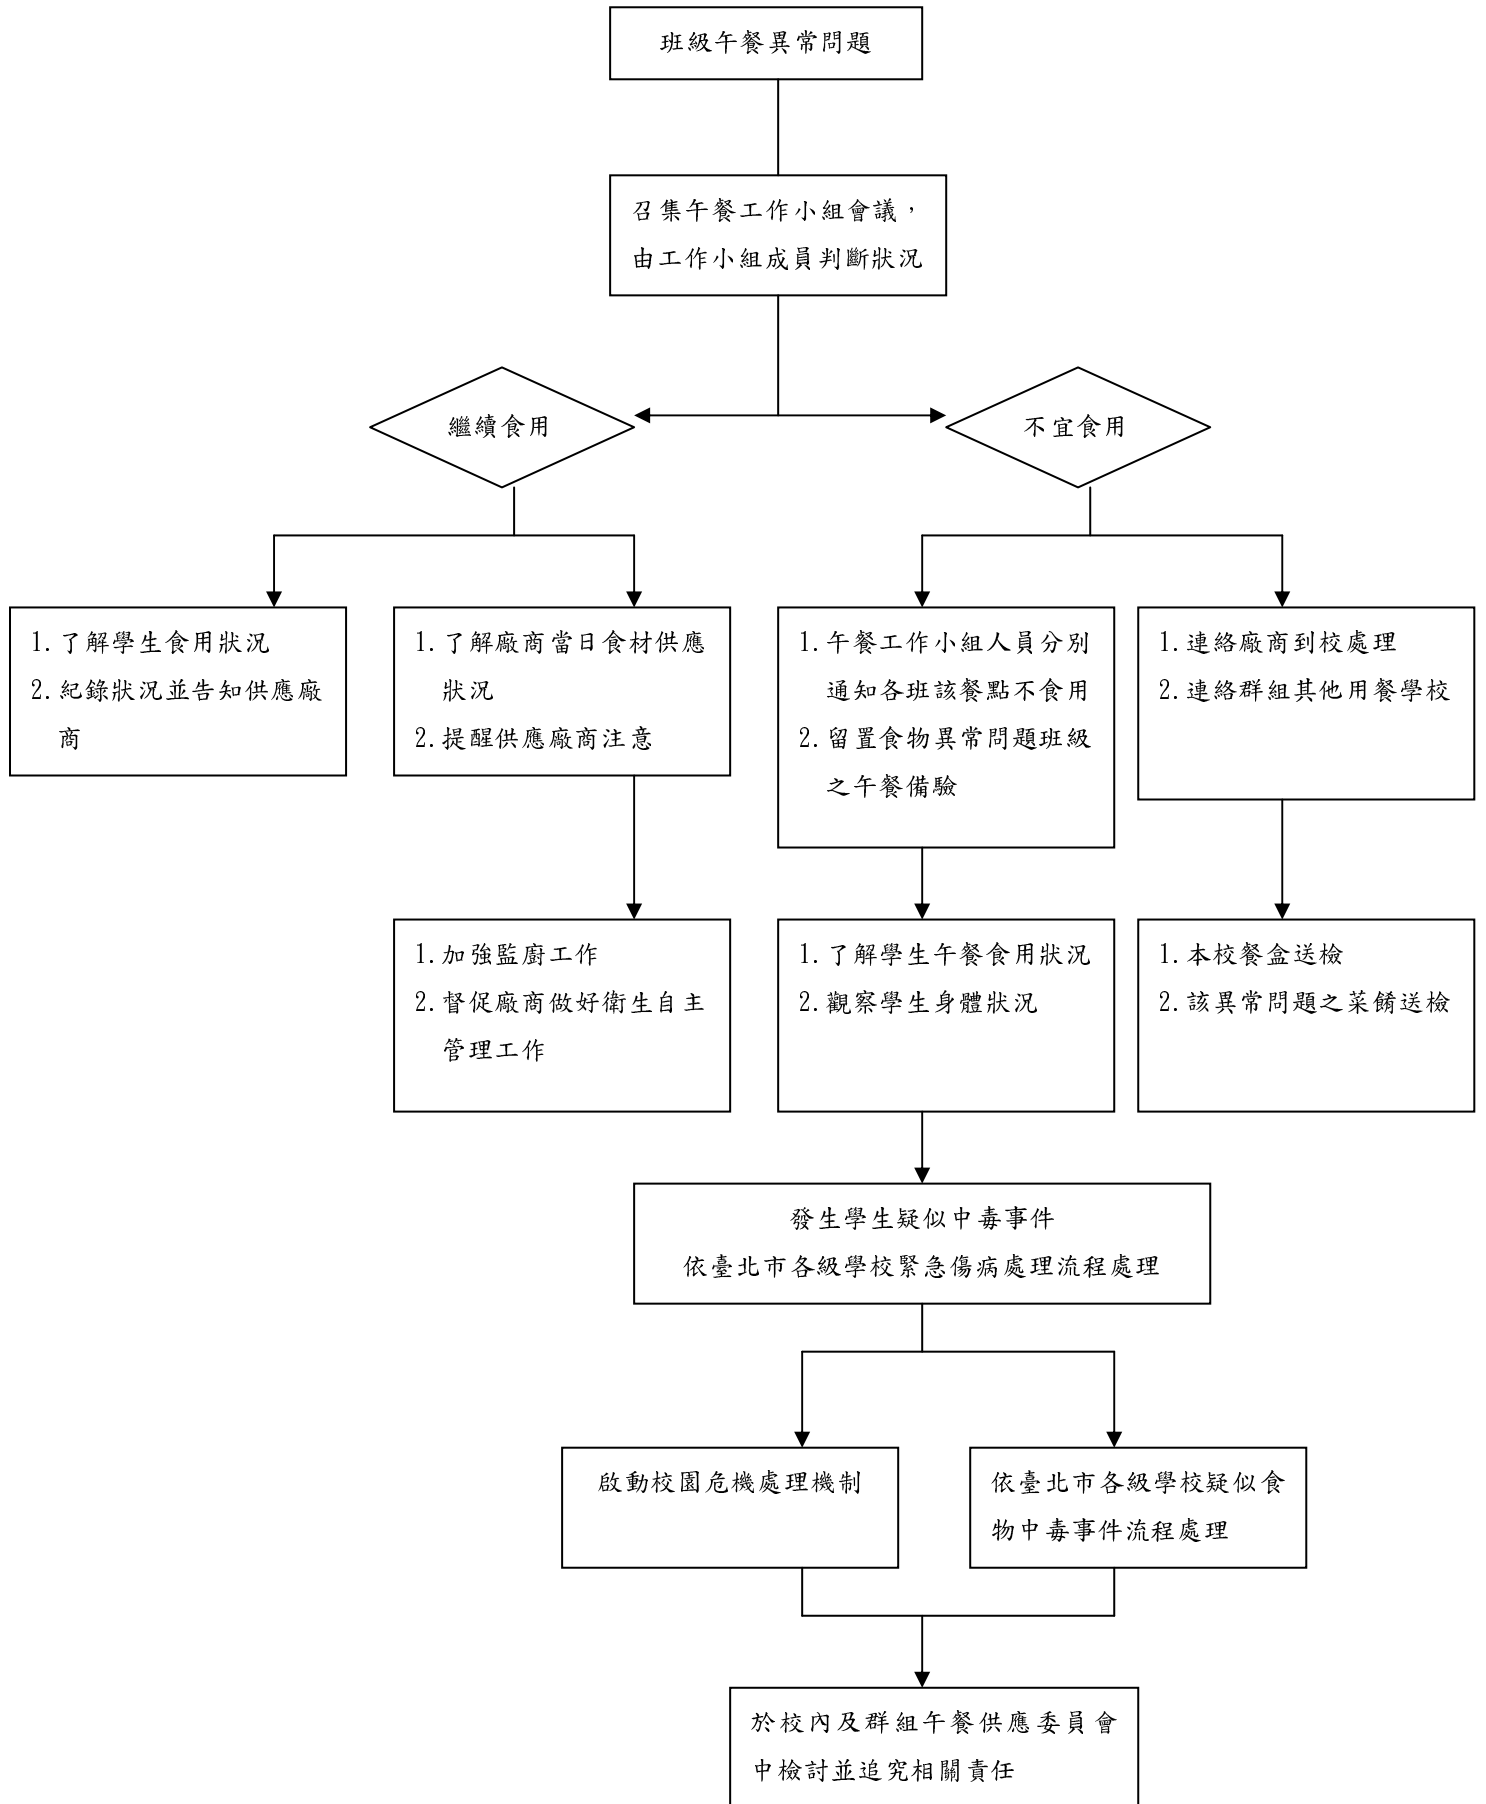 班級午餐異常問題
召集午餐工作小組會議，
由工作小組成員判斷狀況
繼續食用
不宜食用
1.了解學生食用狀況
2.紀錄狀況並告知供應廠
商
1.了解廠商當日食材供應
狀況
2.提醒供應廠商注意
1.午餐工作小組人員分別
通知各班該餐點不食用
2.留置食物異常問題班級
之午餐備驗
1.連絡廠商到校處理
2.連絡群組其他用餐學校
1.加強監廚工作
2.督促廠商做好衛生自主
管理工作
1.了解學生午餐食用狀況
2.觀察學生身體狀況
1.本校餐盒送檢
2.該異常問題之菜餚送檢
發生學生疑似中毒事件
依臺北市各級學校緊急傷病處理流程處理
啟動校園危機處理機制
依臺北市各級學校疑似食
物中毒事件流程處理
於校內及群組午餐供應委員會
中檢討並追究相關責任